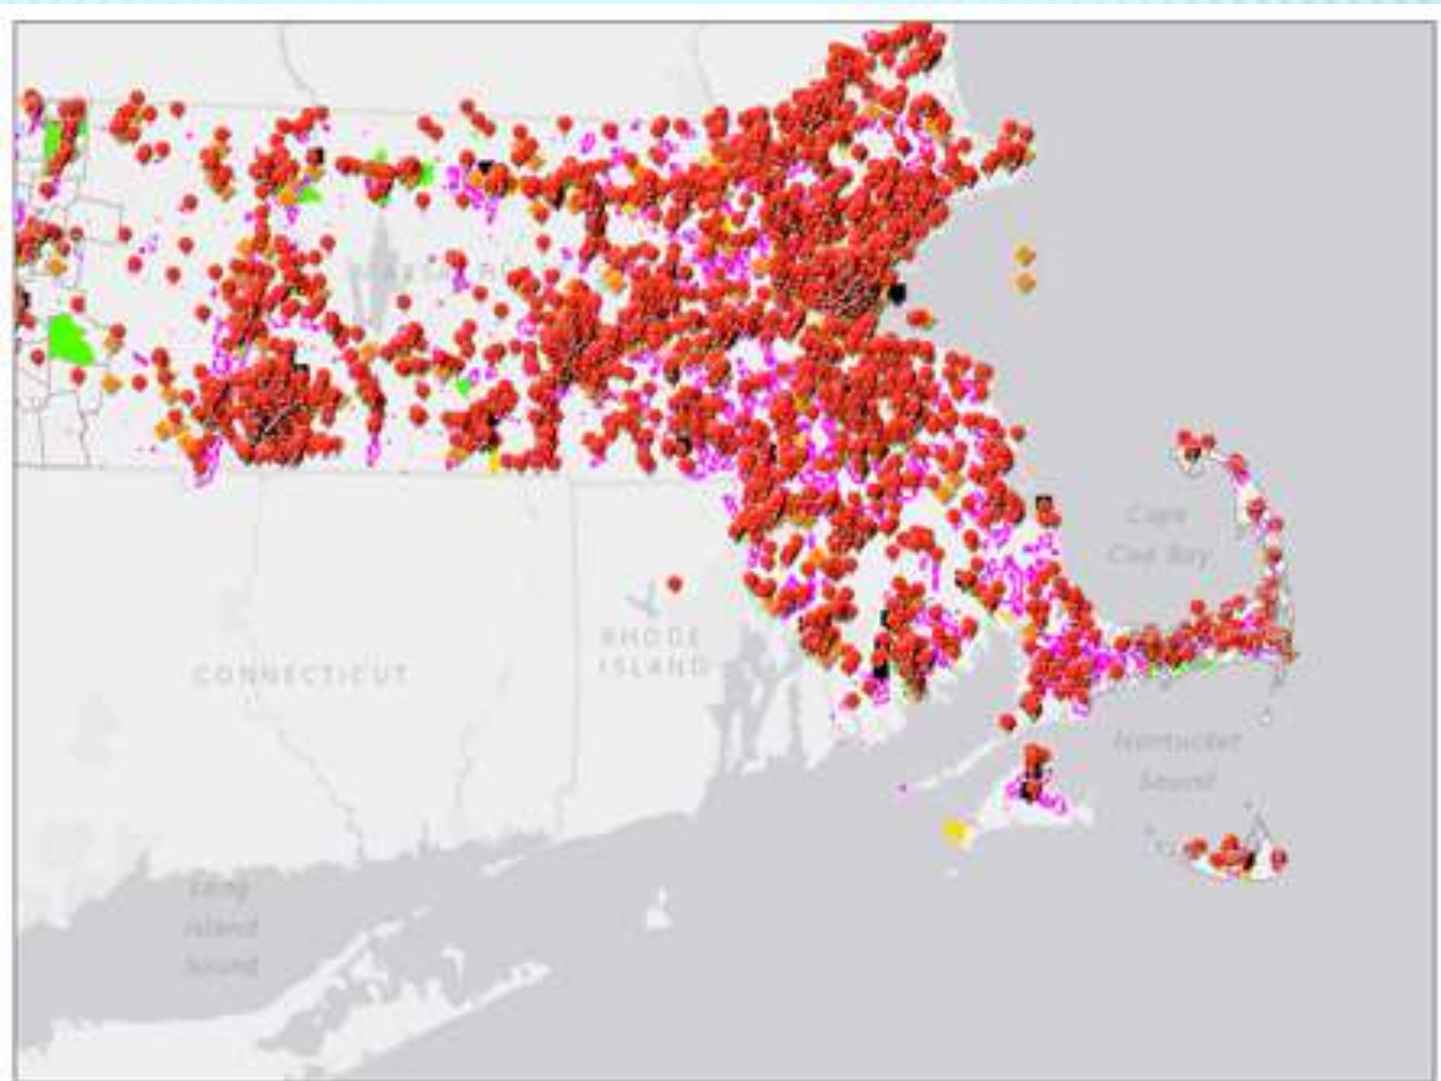 Cape
Cod Bay
RHODE
ISLAND
CONNECTICUT
Nantucket
Sound
Long
Island
Sound